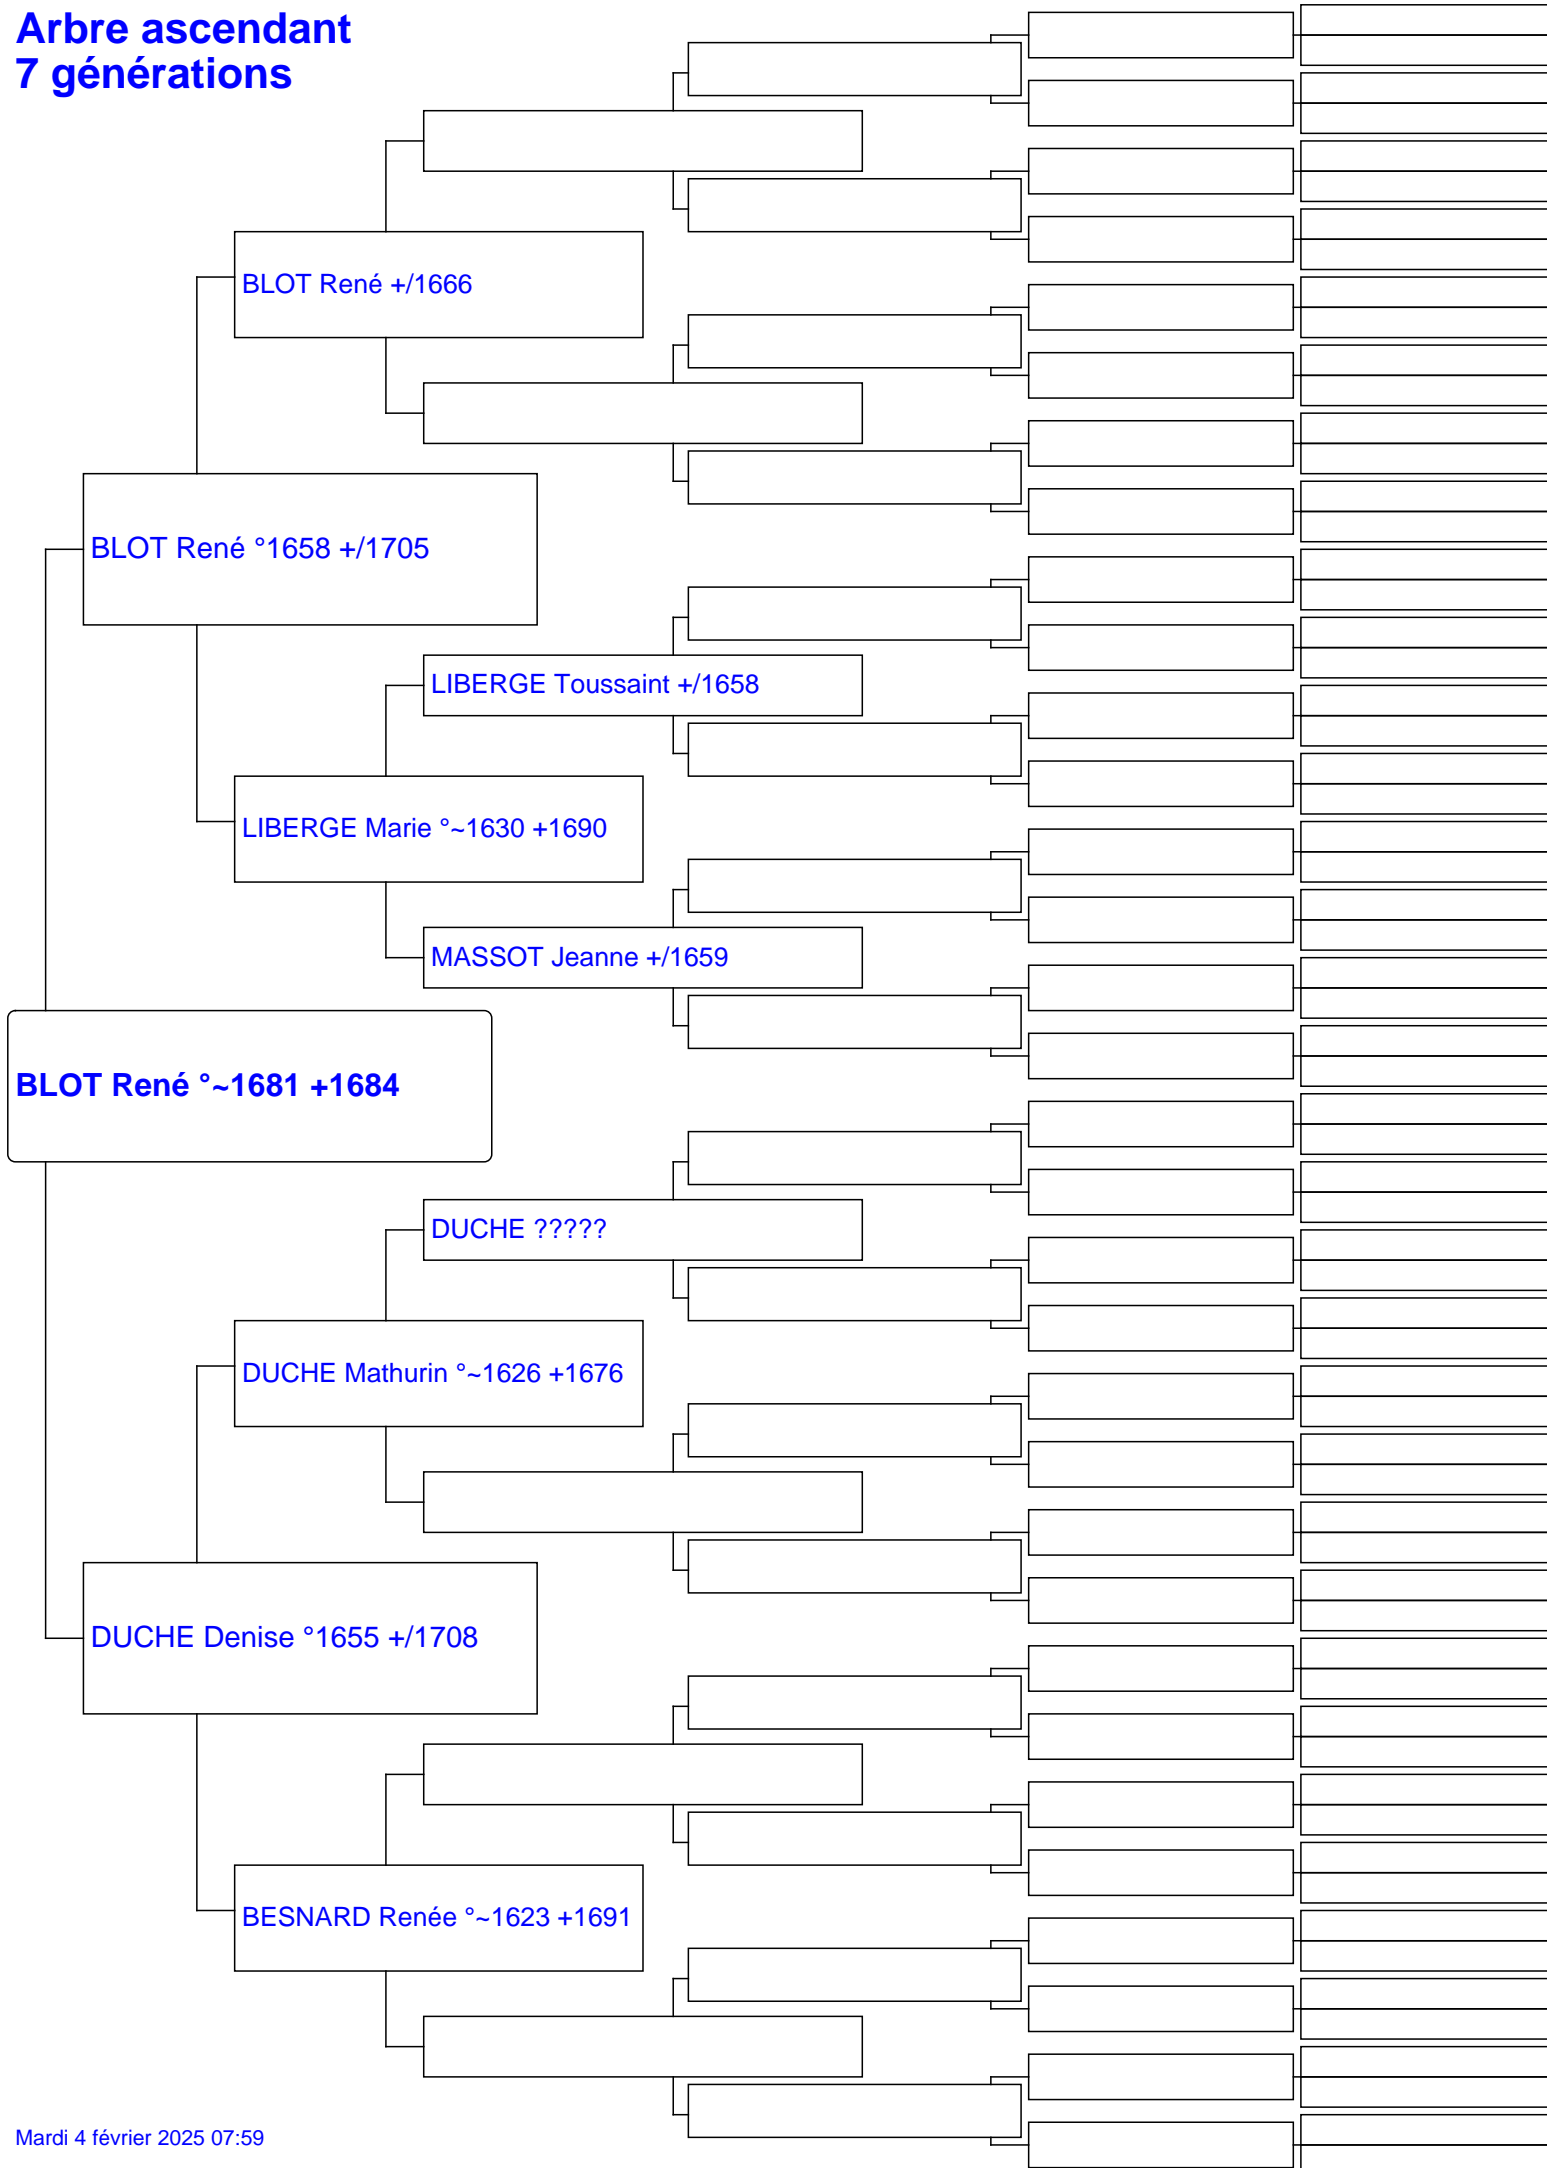 Arbre ascendant
7 générations
BLOT René +/1666
BLOT René °1658 +/1705
LIBERGE Toussaint +/1658
LIBERGE Marie °~1630 +1690
MASSOT Jeanne +/1659
BLOT René °~1681 +1684
DUCHE ?????
DUCHE Mathurin °~1626 +1676
DUCHE Denise °1655 +/1708
BESNARD Renée °~1623 +1691
Mardi 4 février 2025 07:59